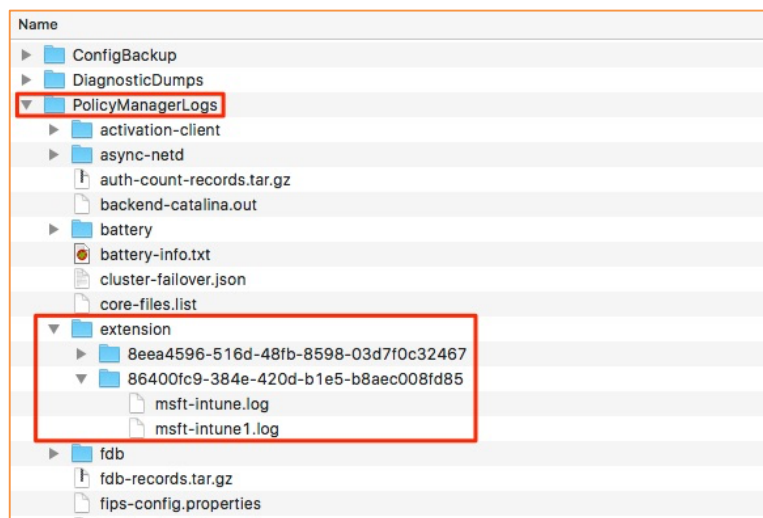 Name
ConfigBackup
DiagnosticDumps
PolicyManagerLogs
activation-client
async-netd
auth-count-records.tar.gz
backend-catalina.out
battery
battery-info.txt
cluster-failover.json
core-files.list
extension
8eea4596-516d-48fb-8598-03d7f0c32467
86400fc9-384e-420d-b1e5-b8aec008fd85
msft-intune.log
msft-intune1.log
fdb
fdb-records.tar.gz
fips-config.properties